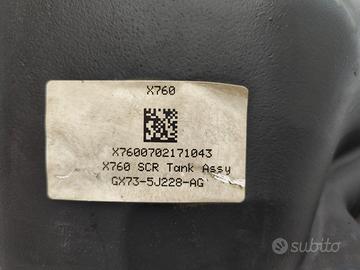 X760
X7600702171043
X760 SCR Tank Assy
GX73-5J228-AG
subito